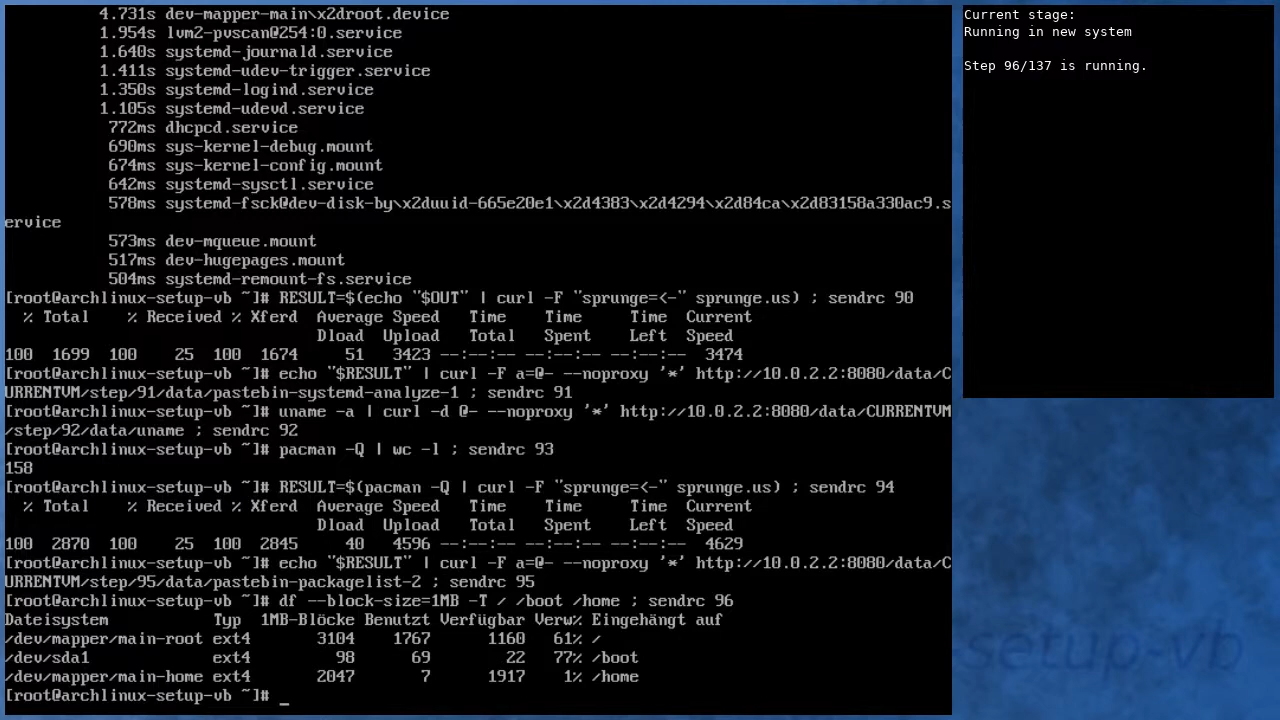 4.731s dev-mapper-main\x2droot.device
1.954s lvm2-pvscan@254:0.service
1.640s systemd-journald.service
1.411s systemd-udev-trigger.service
1.350s systemd-logind.service
1.105s systemd-udevd.service
772ms dhcpcd.service
690ms sys-kernel-debug.mount
674ms sys-kernel-config.mount
642ms systemd-sysctl.service
578ms systemd-fsck@dev-disk-by\x2duuid-665e20e1\x2d4383\x2d4294\x2d84ca\x2d83158a330ac9.s
ervice
573ms dev-mqueue.mount
517ms dev-hugepages.mount
504ms systemd-remount-fs.service
[root@archlinux-setup-vb ~]# RESULT=$(echo "$OUT" | curl -F "sprunge=<-" sprunge.us) ; sendrc 90
% Total    % Received % Xferd  Average Speed   Time    Time     Time  Current
Dload  Upload   Total   Spent    Left  Speed
100  1699  100    25  100  1674     51   3423 --:--:-- --:--:-- --:--:--  3474
[root@archlinux-setup-vb ~]# echo "$RESULT" | curl -F a=@- --noproxy '*' http://10.0.2.2:8080/data/C
URRENTVM/step/91/data/pastebin-systemd-analyze-1 ; sendrc 91
[root@archlinux-setup-vb ~]# uname -a | curl -d @- --noproxy '*' http://10.0.2.2:8080/data/CURRENTVM
/step/92/data/uname ; sendrc 92
[root@archlinux-setup-vb ~]# pacman -Q | wc -l ; sendrc 93
158
[root@archlinux-setup-vb ~]# RESULT=$(pacman -Q | curl -F "sprunge=<-" sprunge.us) ; sendrc 94
% Total    % Received % Xferd  Average Speed   Time    Time     Time  Current
Dload  Upload   Total   Spent    Left  Speed
100  2870  100    25  100  2845     40   4596 --:--:-- --:--:-- --:--:--  4629
[root@archlinux-setup-vb ~]# echo "$RESULT" | curl -F a=@- --noproxy '*' http://10.0.2.2:8080/data/C
URRENTVM/step/95/data/pastebin-packagelist-2 ; sendrc 95
[root@archlinux-setup-vb ~]# df --block-size=1MB -T / /boot /home ; sendrc 96
Dateisystem           Typ  1MB-Blöcke Benutzt Verfügbar Verw% Eingehängt auf
/dev/mapper/main-root ext4       3104    1767      1160   61% /
/dev/sda1             ext4         98      69        22   77% /boot
/dev/mapper/main-home ext4       2047       7      1917    1% /home
[root@archlinux-setup-vb ~]# _
Current stage:
Running in new system
Step 96/137 is running.
setup-vb